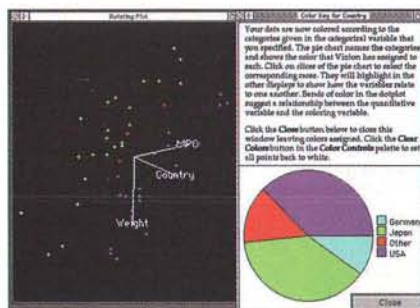 Rotating Plot
Color Key for Country
Your data are now colored according to the
categories given in the categorical variable that
you specified. The pie chart names the categories
and shows the color that Vizion has assigned to
each. Click on slices of the pie chart to select the
corresponding cases. They will highlight in the
other displays to show how the variables relate
to one another. Bands of color in the dotplot
suggest a relationship between the quantitative
variable and the coloring variable.
Click the Close button below to close this
window leaving colors assigned. Click the Clear
Colors button in the Color Controls palette to set
all points back to white.
MPG
Country
Weight
German
Japan
Other
USA
Close